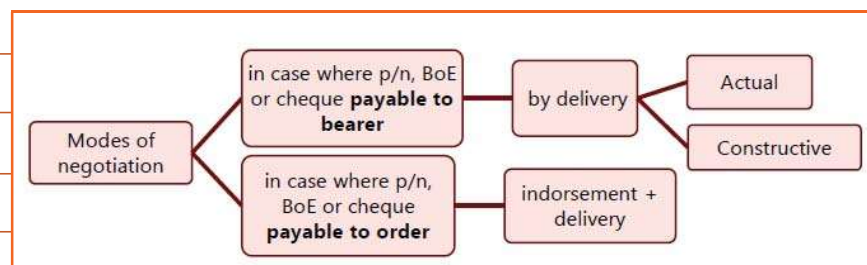 Modes of
negotiation
in case where p/n, BoE
or cheque payable to
bearer
by delivery
Actual
Constructive
in case where p/n,
BoE or cheque
payable to order
indorsement +
delivery